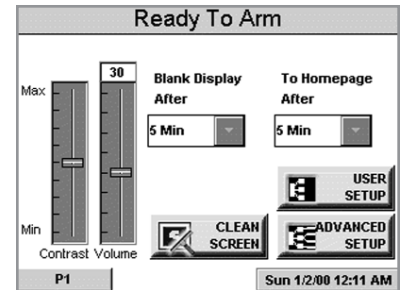 Ready To Arm
30
Blank Display
After
To Homepage
After
Max
5 Min
5 Min
USER
SETUP
Min
CLEAN
SCREEN
ADVANCED
SETUP
Contrast
Volume
P1
Sun 1/2/00 12:11 AM